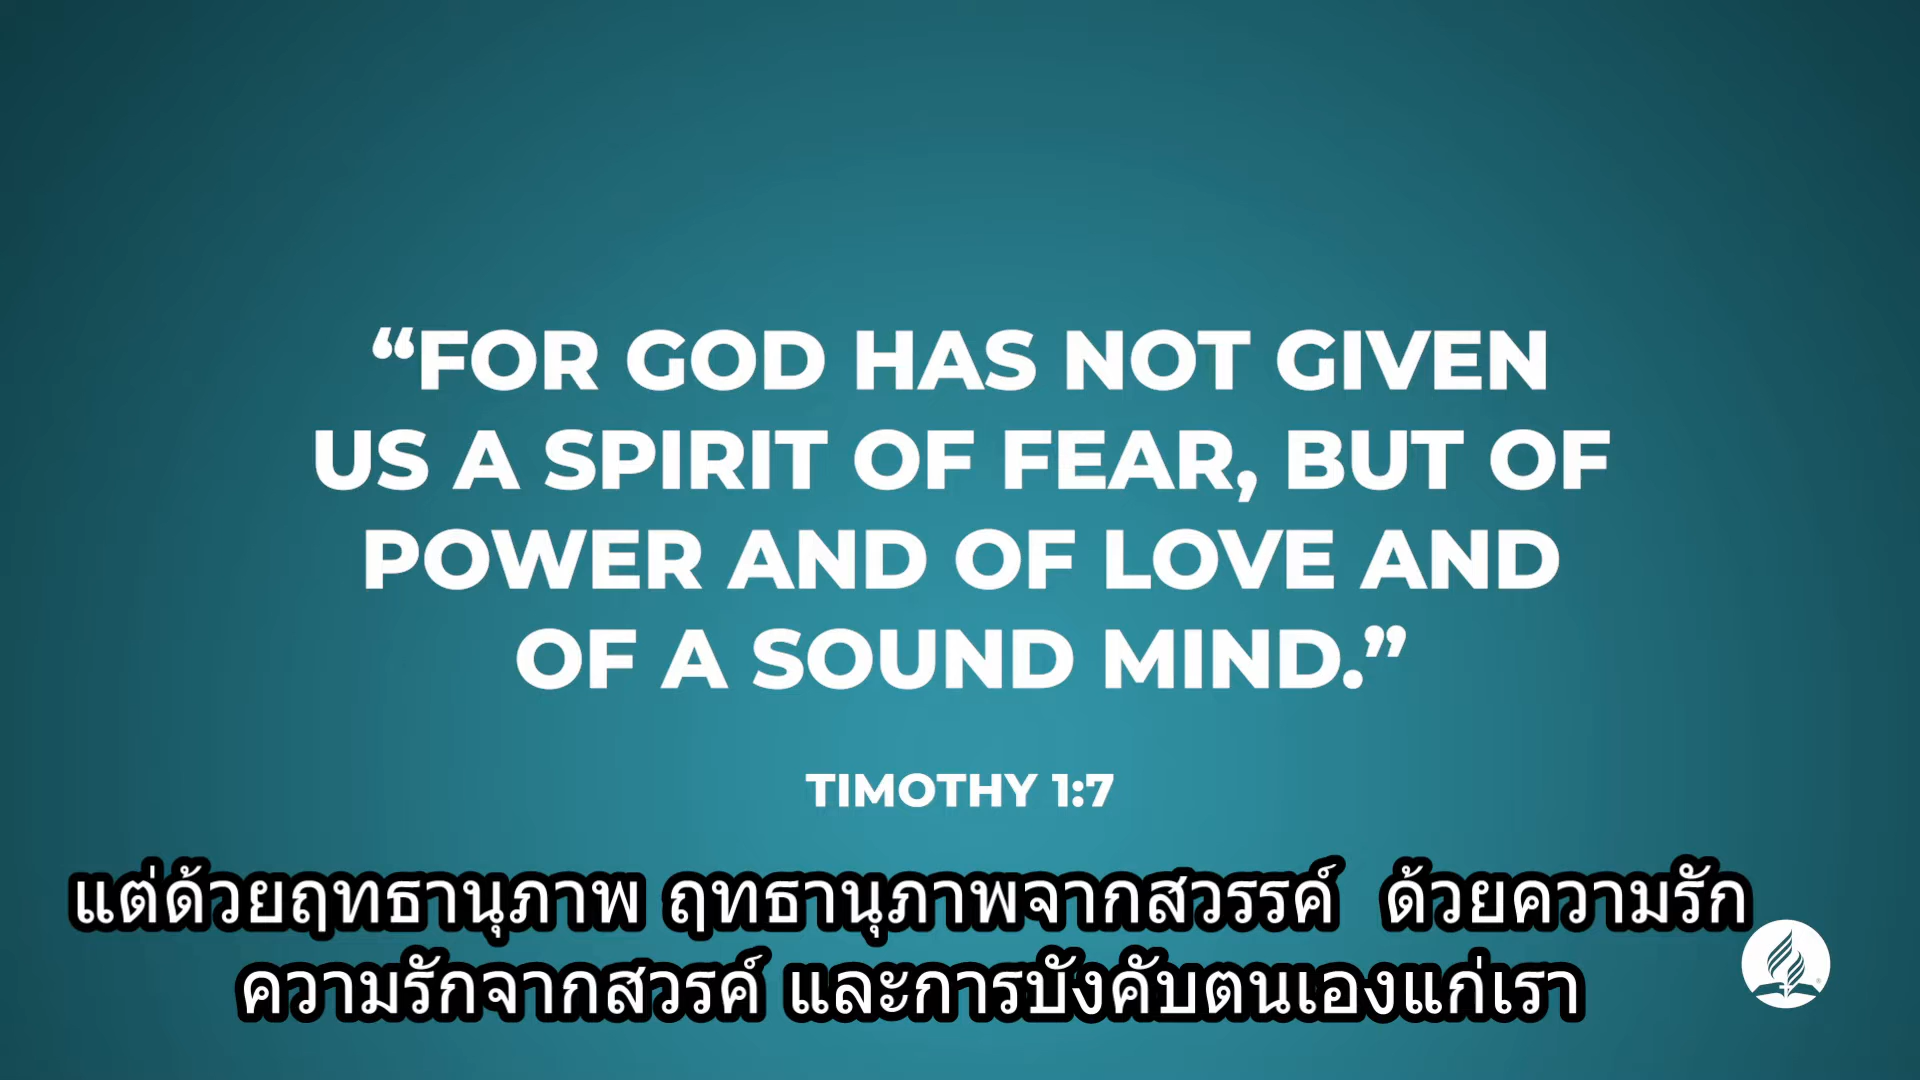 “FOR GOD HAS NOT GIVEN
US A SPIRIT OF FEAR, BUT OF
POWER AND OF LOVE AND
OF A SOUND MIND.”
TIMOTHY 1:7
แต่ด้วยฤทธานุภาพ ฤทธานุภาพจากสวรรค์  ด้วยความรัก
ความรักจากสวรค์ และการบังคับตนเองแก่เรา